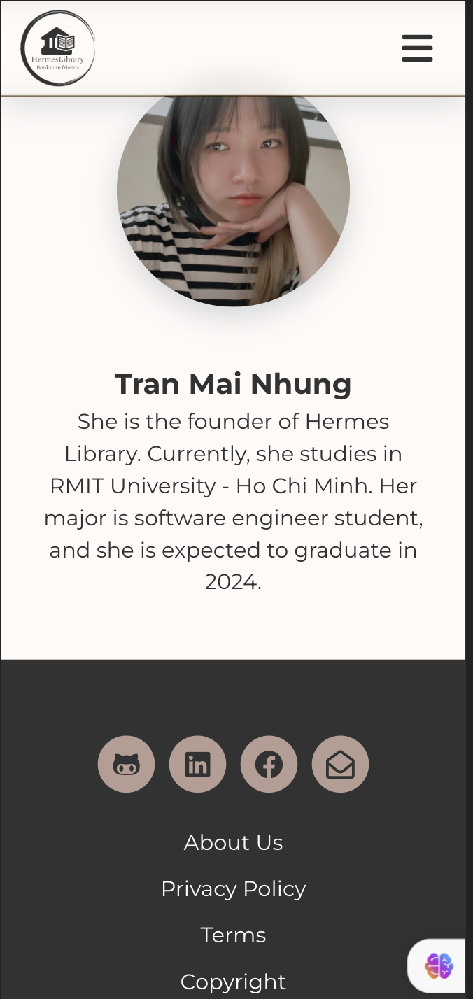 HermesLibrary
Books are friends
Tran Mai Nhung
She is the founder of Hermes
Library. Currently, she studies in
RMIT University - Ho Chi Minh. Her
major is software engineer student,
and she is expected to graduate in
2024.
in
About Us
Privacy Policy
Terms
Copyright